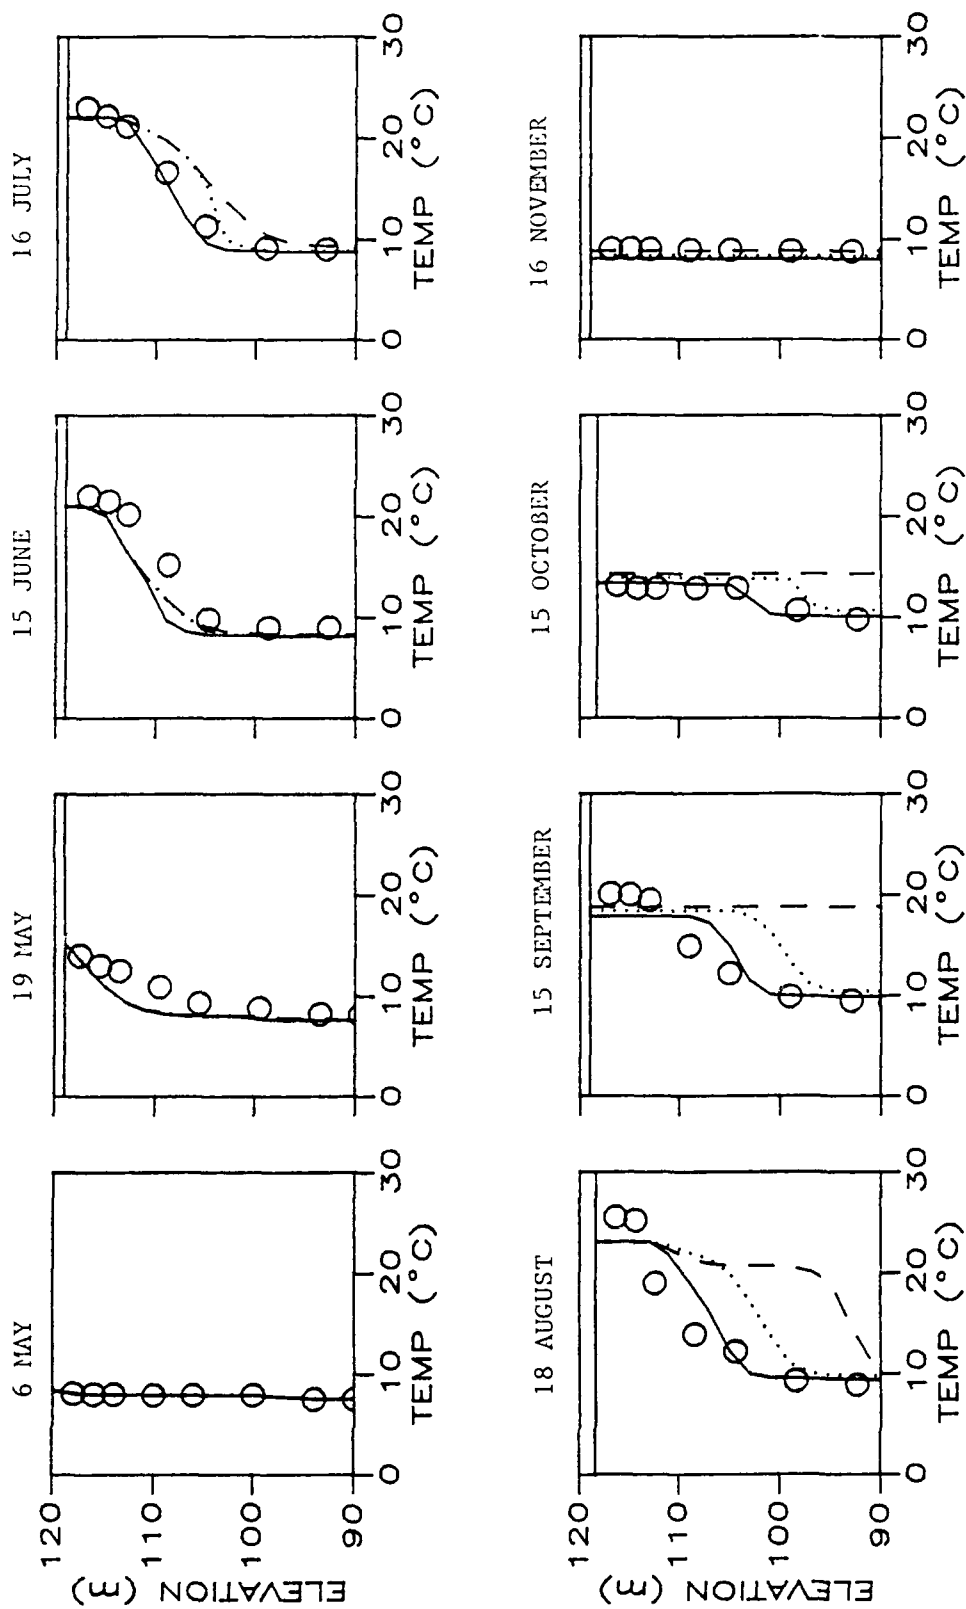 6 MAY
19 MAY
15 JUNE
16 JULY
ELEVATION (m)
120
110
100
90
0
10
20
30
TEMP (°C)
0
10
20
30
TEMP (°C)
0
10
20
30
TEMP (°C)
0
10
20
30
TEMP (°C)
18 AUGUST
15 SEPTEMBER
15 OCTOBER
16 NOVEMBER
ELEVATION (m)
120
110
100
90
0
10
20
30
TEMP (°C)
0
10
20
30
TEMP (°C)
0
10
20
30
TEMP (°C)
0
10
20
30
TEMP (°C)